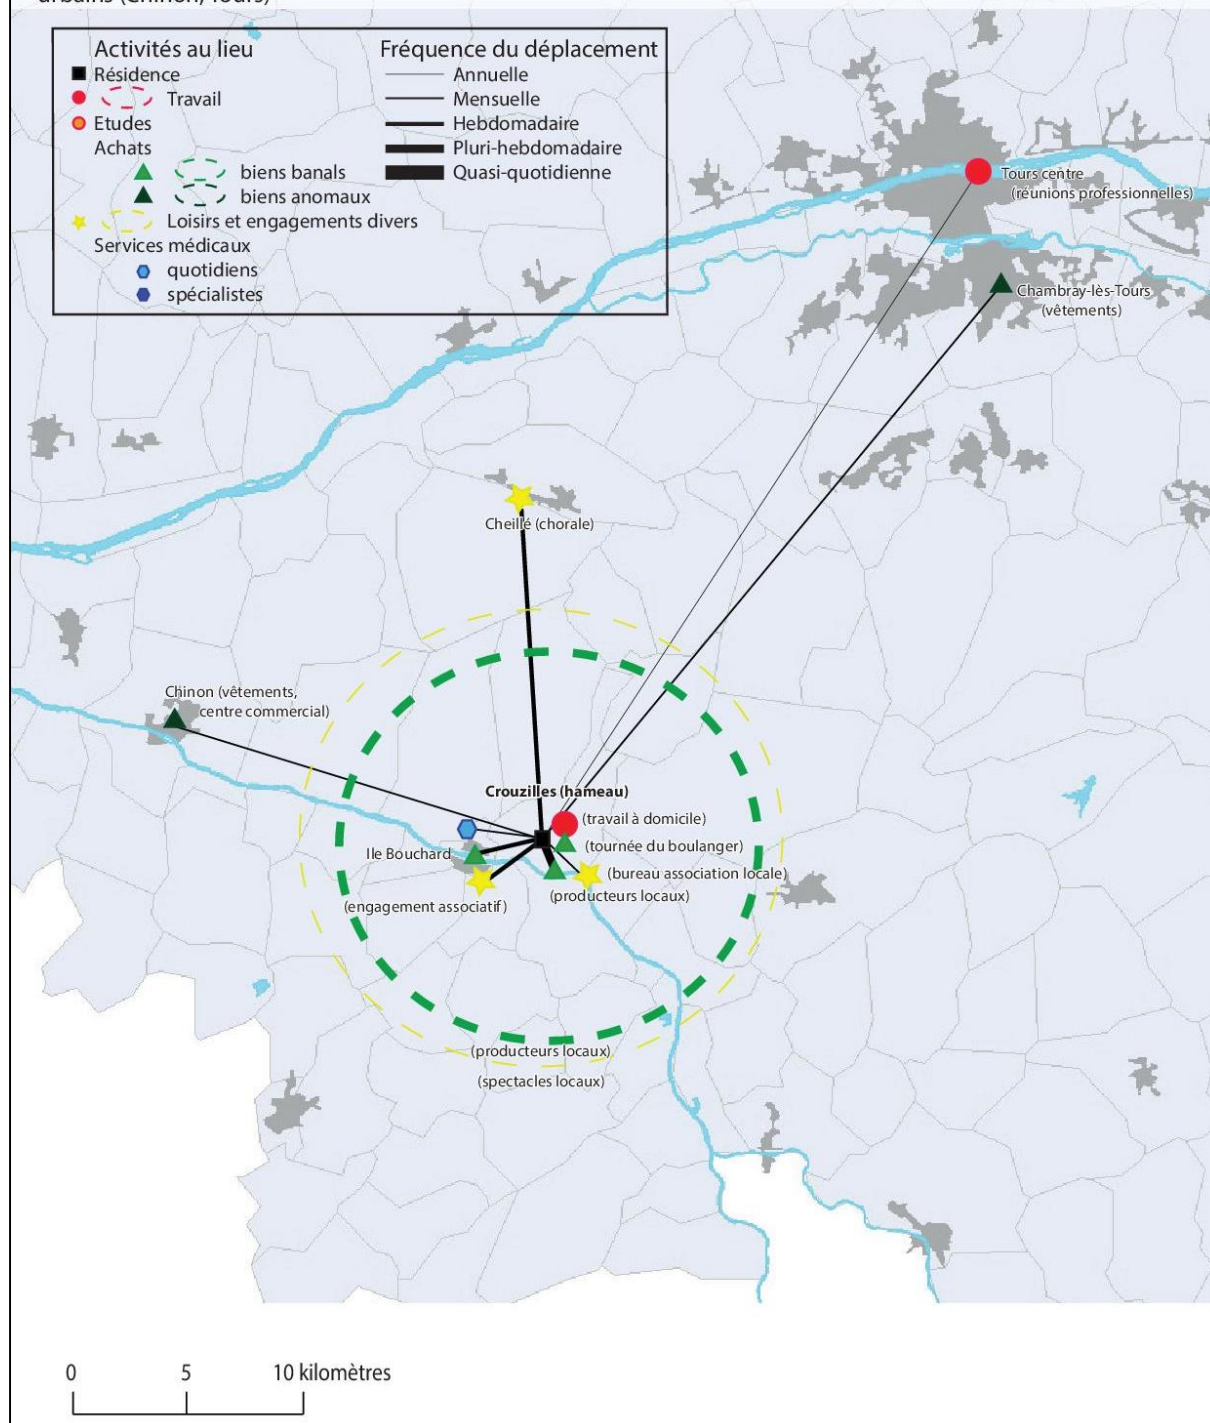 urbains (Chinon, Tours)
Activités au lieu
Résidence
Travail
Etudes
Achats
biens banals
biens anomaux
Loisirs et engagements divers
Services médicaux
quotidiens
spécialistes
Fréquence du déplacement
Annuelle
Mensuelle
Hebdomadaire
Pluri-hebdomadaire
Quasi-quotidienne
Tours centre
(réunions professionnelles)
Chambray-lès-Tours
(vêtements)
Cheillé (chorale)
Chinon (vêtements,
centre commercial)
Crouzilles (hameau)
(travail à domicile)
(tournée du boulanger)
Ile Bouchard
(bureau association locale)
(producteurs locaux)
(engagement associatif)
(producteurs locaux)
(spectacles locaux)
0 5 10 kilomètres